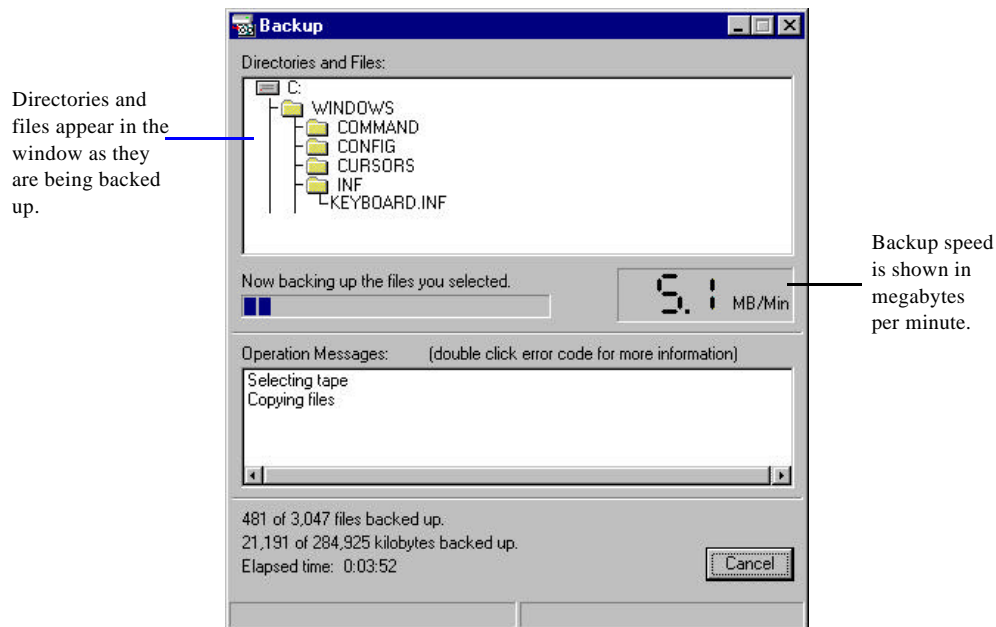 Backup
Directories and Files:
C:
WINDOWS
COMMAND
CONFIG
CURSORS
INF
KEYBOARD.INF
Directories and
files appear in the
window as they
are being backed
up.
Now backing up the files you selected.
5.1 MB/Min
Backup speed
is shown in
megabytes
per minute.
Operation Messages: (double click error code for more information)
Selecting tape
Copying files
481 of 3,047 files backed up.
21,191 of 284,925 kilobytes backed up.
Elapsed time: 0:03:52
Cancel